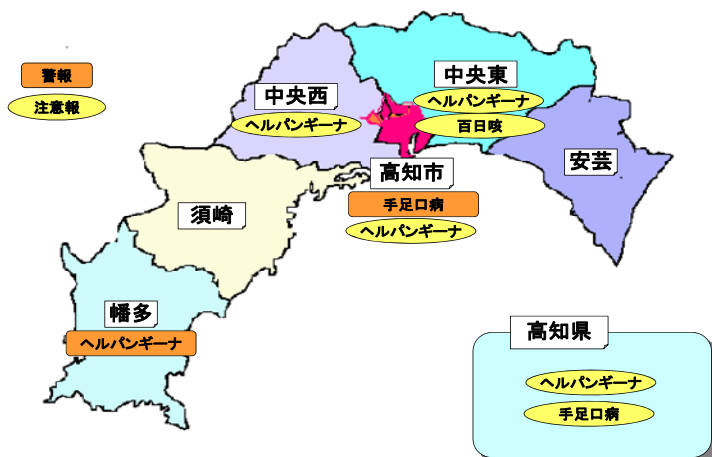 警報
注意報
中央西
ヘルパンギーナ
中央東
ヘルパンギーナ
百日咳
安芸
高知市
手足口病
ヘルパンギーナ
須崎
幡多
ヘルパンギーナ
高知県
ヘルパンギーナ
手足口病